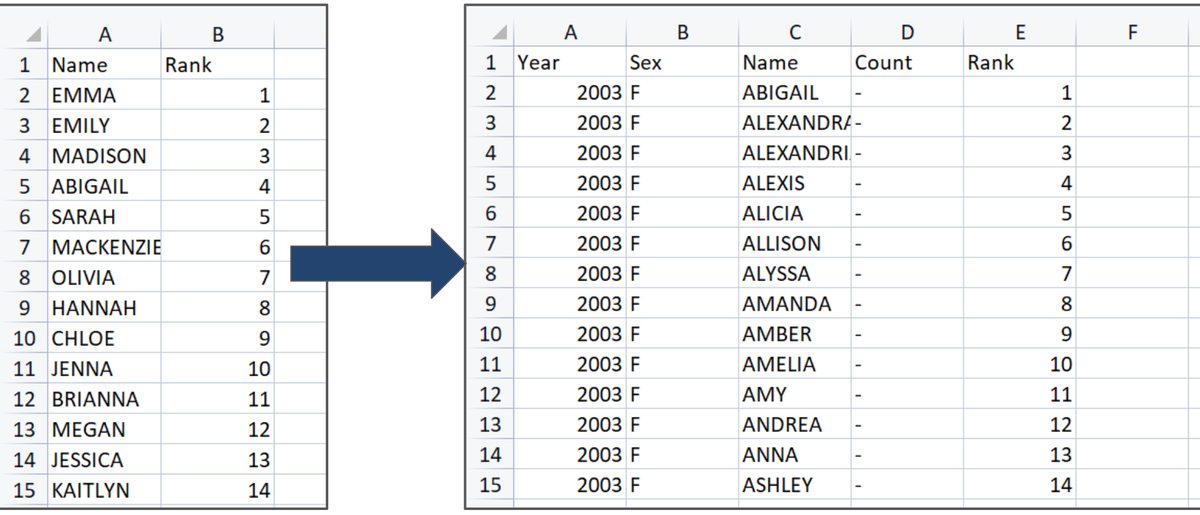 A B
1 Name Rank
2 EMMA 1
3 EMILY 2
4 MADISON 3
5 ABIGAIL 4
6 SARAH 5
7 MACKENZIE 6
8 OLIVIA 7
9 HANNAH 8
10 CHLOE 9
11 JENNA 10
12 BRIANNA 11
13 MEGAN 12
14 JESSICA 13
15 KAITLYN 14
A B C D E F
1 Year Sex Name Count Rank
2 2003 F ABIGAIL - 1
3 2003 F ALEXANDRA - 2
4 2003 F ALEXANDRI - 3
5 2003 F ALEXIS - 4
6 2003 F ALICIA - 5
7 2003 F ALLISON - 6
8 2003 F ALYSSA - 7
9 2003 F AMANDA - 8
10 2003 F AMBER - 9
11 2003 F AMELIA - 10
12 2003 F AMY - 11
13 2003 F ANDREA - 12
14 2003 F ANNA - 13
15 2003 F ASHLEY - 14